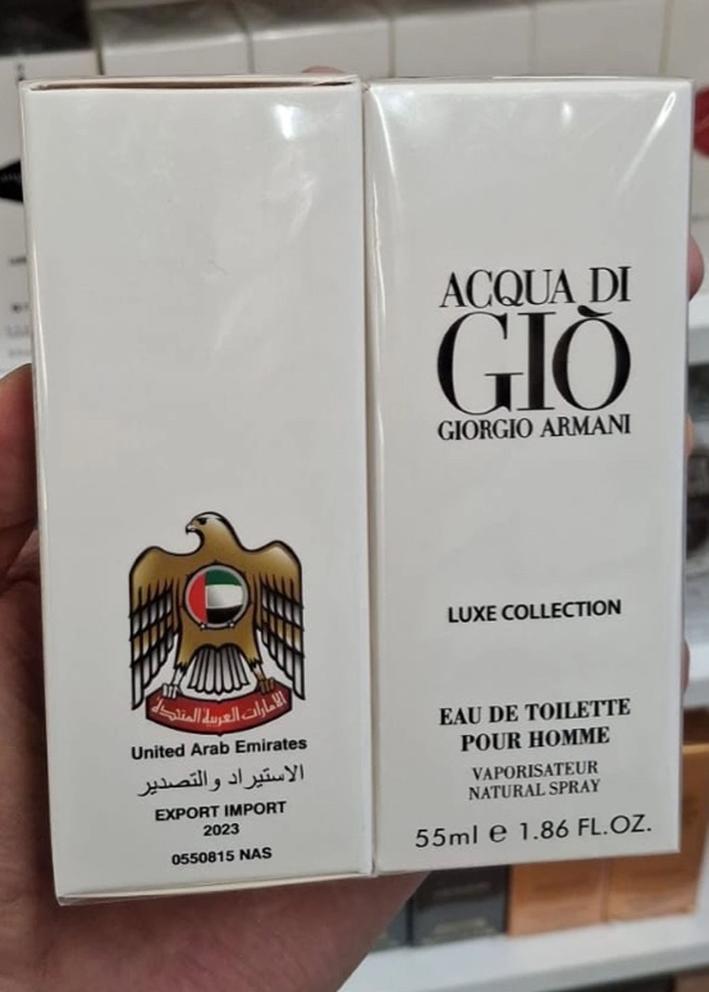 الامارات العربية المتحدة
United Arab Emirates
الاستيراد والتصدير
EXPORT IMPORT
2023
0550815 NAS
ACQUA DI
GIÒ
GIORGIO ARMANI
LUXE COLLECTION
EAU DE TOILETTE
POUR HOMME
VAPORISATEUR
NATURAL SPRAY
55ml e 1.86 FL.OZ.